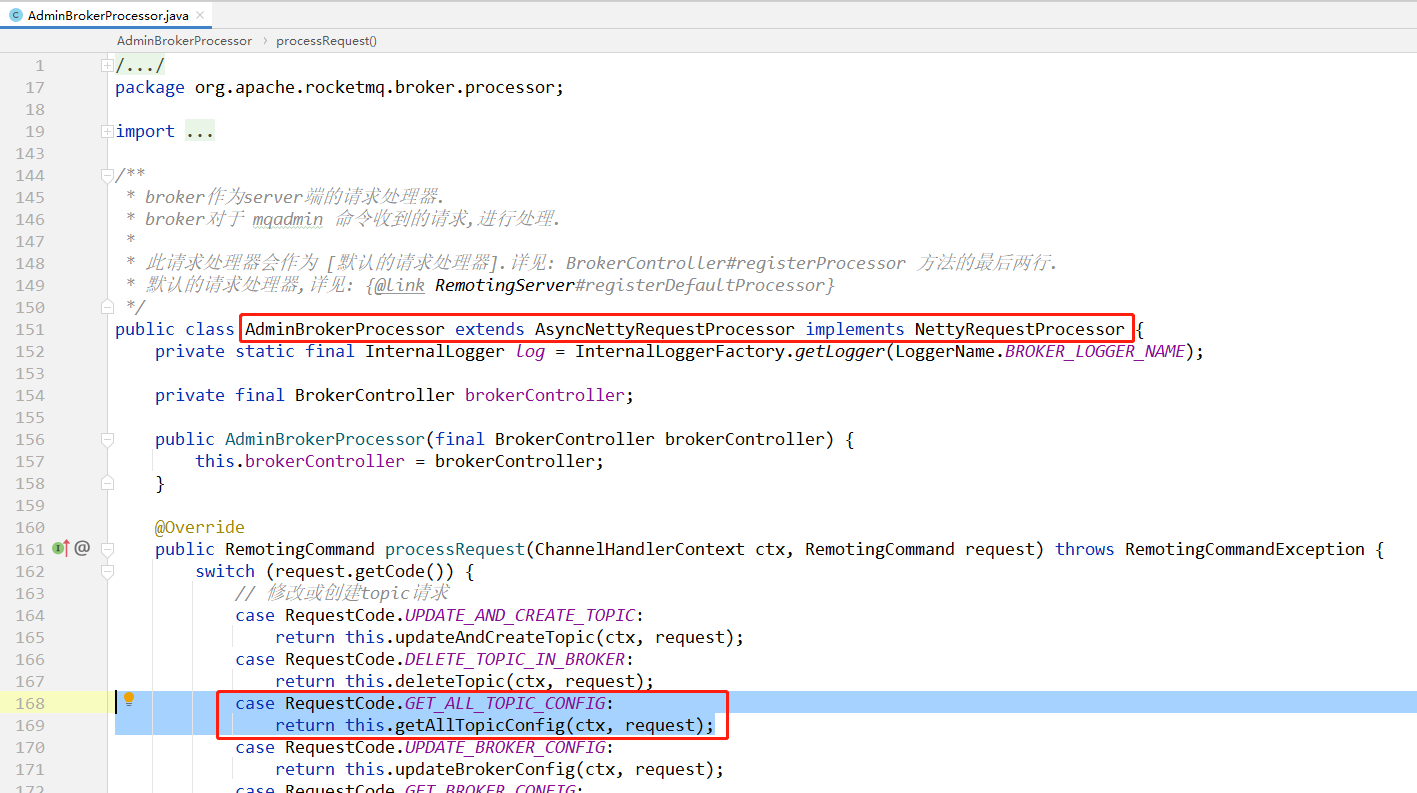 AdminBrokerProcessor.java
AdminBrokerProcessor › processRequest()
1 /.../
17 package org.apache.rocketmq.broker.processor;
18
19 import ...
143
144 /**
145 * broker作为server端的请求处理器.
146 * broker对于 mqadmin 命令收到的请求,进行处理.
147 *
148 * 此请求处理器会作为 [默认的请求处理器].详见: BrokerController#registerProcessor 方法的最后两行.
149 * 默认的请求处理器,详见: {@link RemotingServer#registerDefaultProcessor}
150 */
151 public class AdminBrokerProcessor extends AsyncNettyRequestProcessor implements NettyRequestProcessor {
152 private static final InternalLogger log = InternalLoggerFactory.getLogger(LoggerName.BROKER_LOGGER_NAME);
153
154 private final BrokerController brokerController;
155
156 public AdminBrokerProcessor(final BrokerController brokerController) {
157 this.brokerController = brokerController;
158 }
159
160 @Override
161 public RemotingCommand processRequest(ChannelHandlerContext ctx, RemotingCommand request) throws RemotingCommandException {
162 switch (request.getCode()) {
163 // 修改或创建topic请求
164 case RequestCode.UPDATE_AND_CREATE_TOPIC:
165 return this.updateAndCreateTopic(ctx, request);
166 case RequestCode.DELETE_TOPIC_IN_BROKER:
167 return this.deleteTopic(ctx, request);
168 case RequestCode.GET_ALL_TOPIC_CONFIG:
169 return this.getAllTopicConfig(ctx, request);
170 case RequestCode.UPDATE_BROKER_CONFIG:
171 return this.updateBrokerConfig(ctx, request);
172 case RequestCode.GET_BROKER_CONFIG: